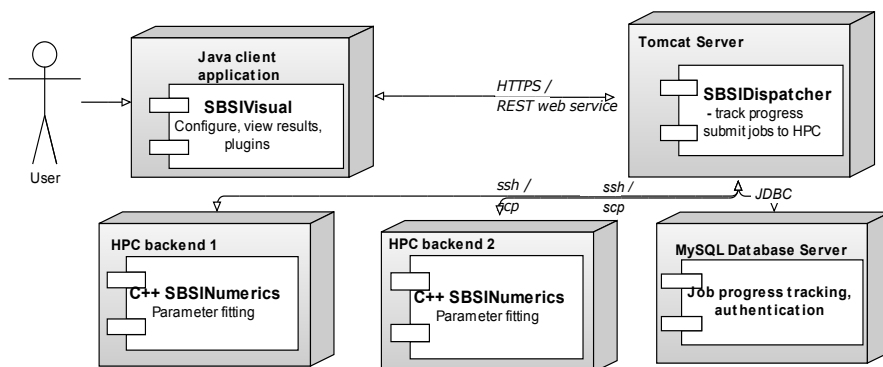 Java client
application
SBSIVisual
Configure, view results,
plugins
HTTPS /
REST web service
Tomcat Server
SBSIDispatcher
- track progress
submit jobs to HPC
User
ssh /
scp
ssh /
scp
JDBC
HPC backend 1
C++ SBSINumerics
Parameter fitting
HPC backend 2
C++ SBSINumerics
Parameter fitting
MySQL Database Server
Job progress tracking,
authentication